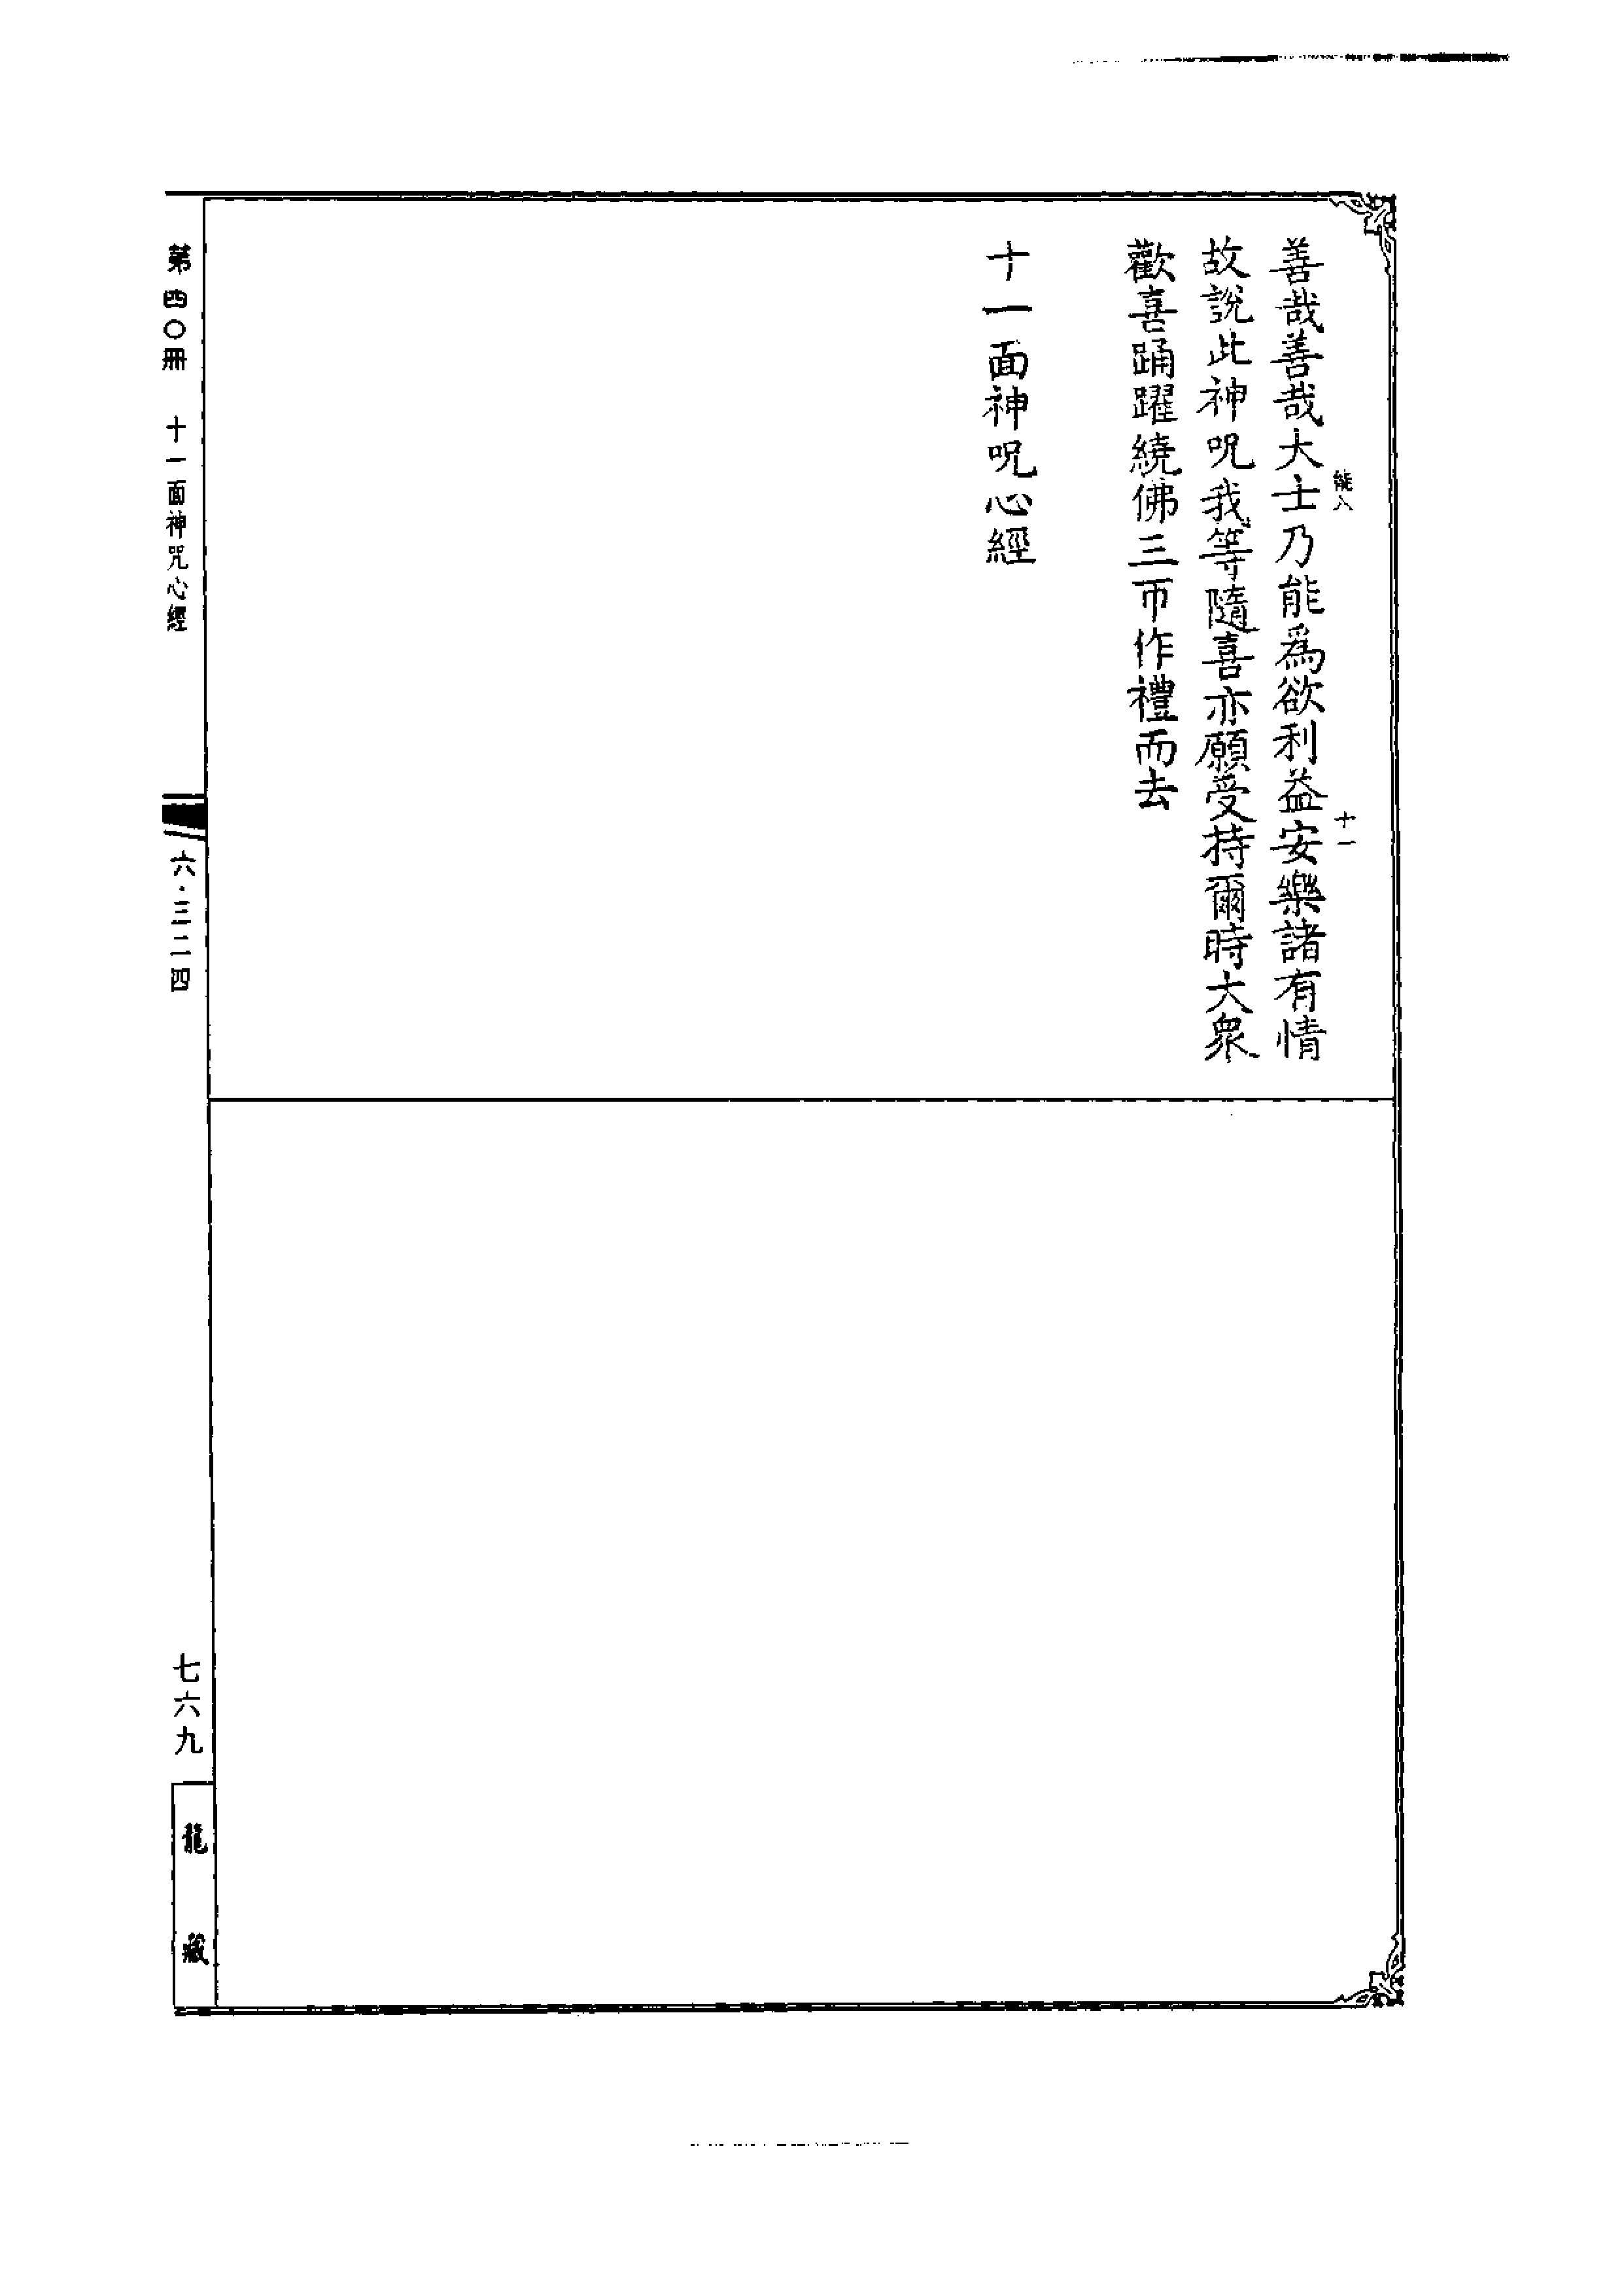 能八
十一
善哉善哉大士乃能爲欲利益安樂諸有情
故說此神呪我等隨喜亦願受持爾時大衆
歡喜踊躍繞佛三帀作禮而去
十一面神呪心經
第四〇冊 十一面神咒心經
六·三二四
七六九
龍藏